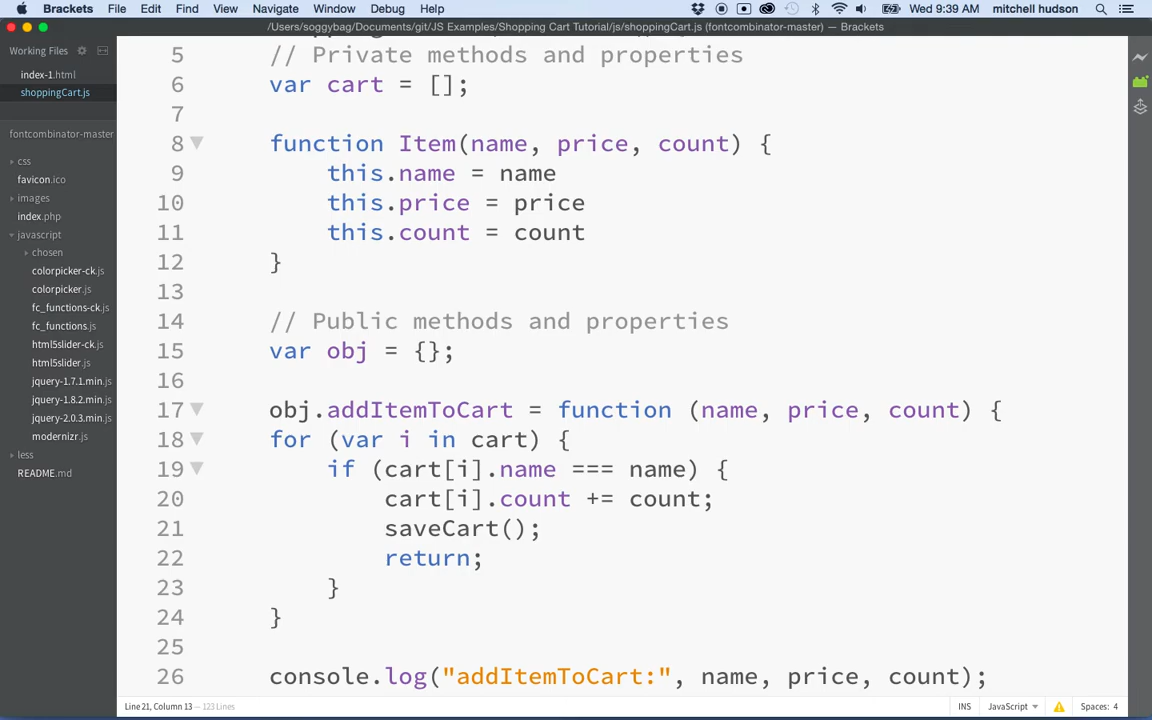 Brackets File Edit Find View Navigate Window Debug Help Wed 9:39 AM mitchell hudson
/Users/soggybag/Documents/git/JS Examples/Shopping Cart Tutorial/js/shoppingCart.js (fontcombinator-master) — Brackets
Working Files
index-1.html
shoppingCart.js
fontcombinator-master
css
favicon.ico
images
index.php
javascript
chosen
colorpicker-ck.js
colorpicker.js
fc_functions-ck.js
fc_functions.js
html5slider-ck.js
html5slider.js
jquery-1.7.1.min.js
jquery-1.8.2.min.js
jquery-2.0.3.min.js
modernizr.js
less
README.md
5 // Private methods and properties
6 var cart = [];
7
8 function Item(name, price, count) {
9 this.name = name
10 this.price = price
11 this.count = count
12 }
13
14 // Public methods and properties
15 var obj = {};
16
17 obj.addItemToCart = function (name, price, count) {
18 for (var i in cart) {
19 if (cart[i].name === name) {
20 cart[i].count += count;
21 saveCart();
22 return;
23 }
24 }
25
26 console.log("addItemToCart:", name, price, count);
Line 21, Column 13 — 123 Lines
INS JavaScript Spaces: 4